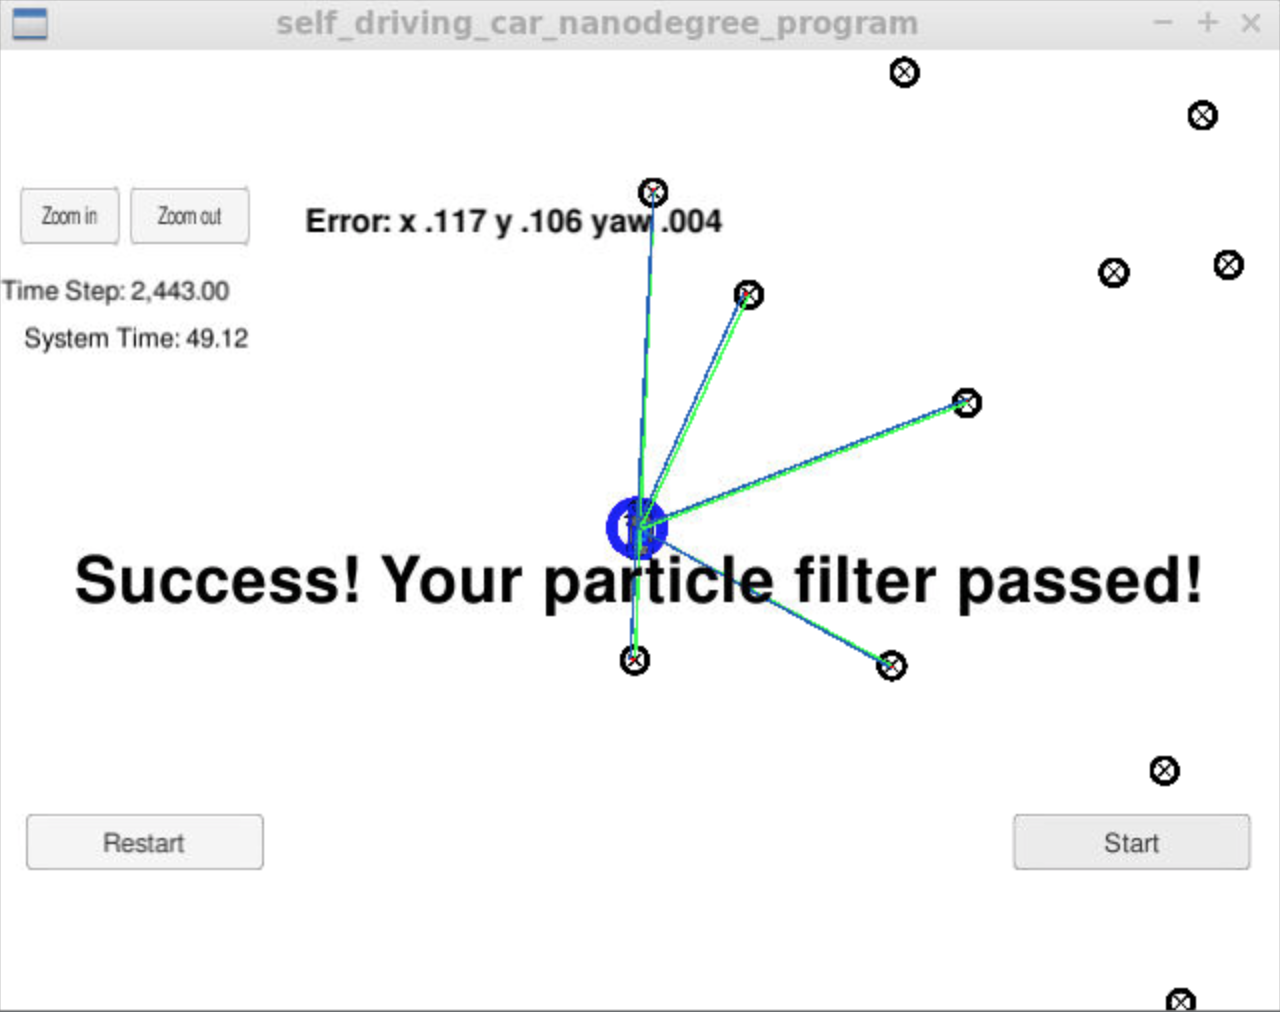 self_driving_car_nanodegree_program
Zoom in
Zoom out
Error: x .117 y .106 yaw .004
Time Step: 2,443.00
System Time: 49.12
Success! Your particle filter passed!
Restart
Start